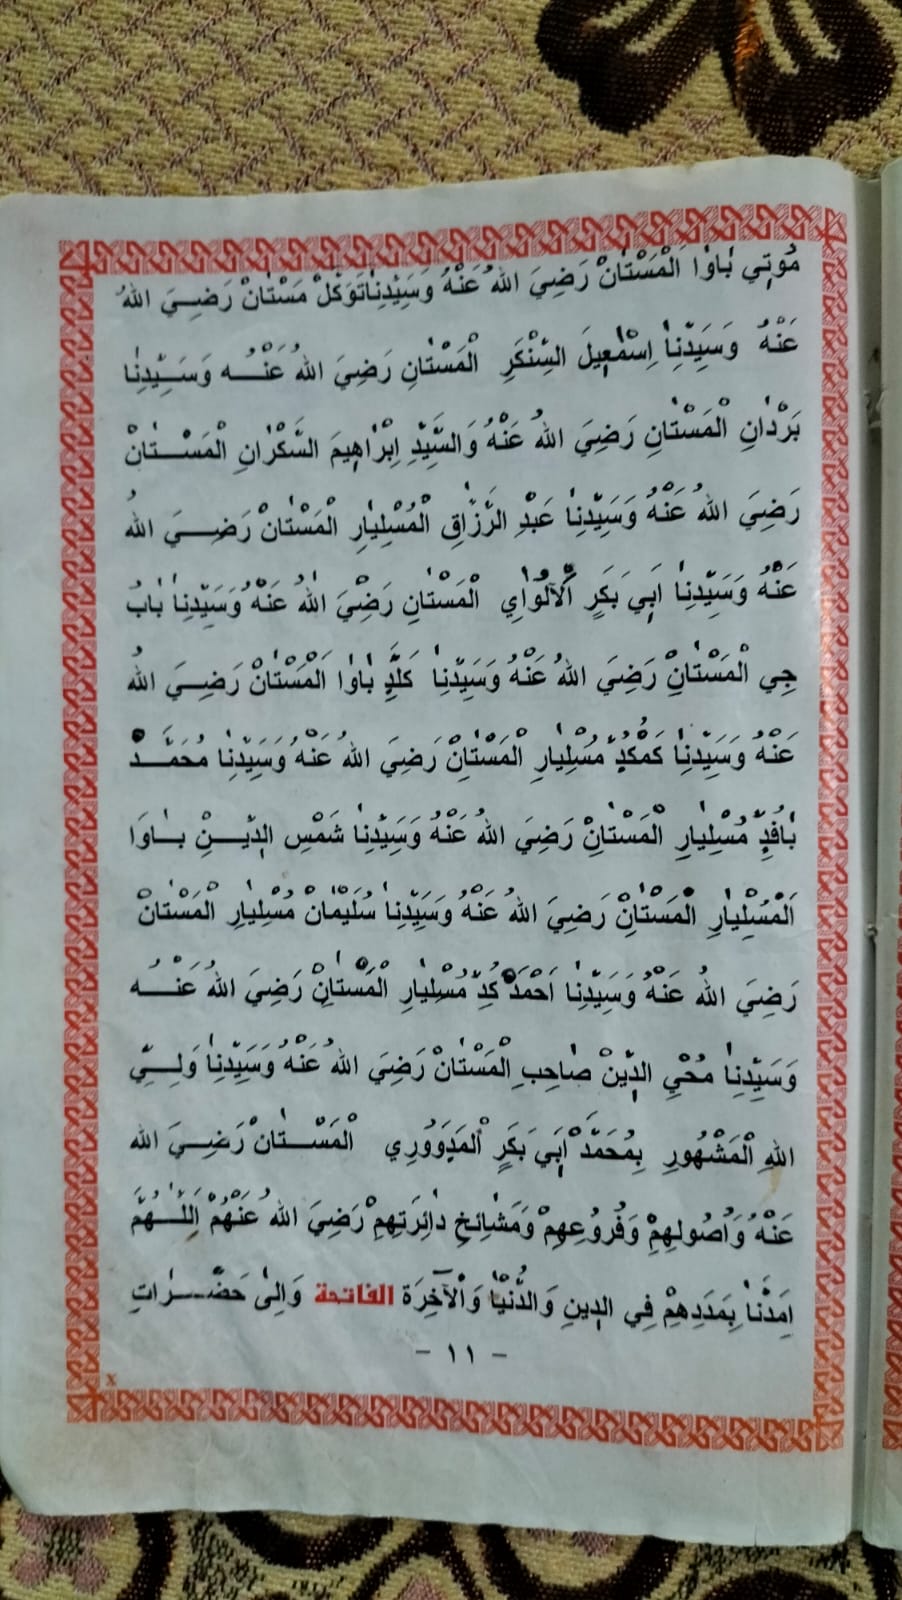 مُوتِي بَاوَا الْمَسْتَانْ رَضِيَ اللهُ عَنْهُ وَسَيِّدِنَا تَوَكَّلْ مَسْتَانْ رَضِيَ اللهُ
عَنْهُ وَسَيِّدِنَا اِسْمٰعِيلَ السِّنْكَرِ الْمَسْتَانِ رَضِيَ اللهُ عَنْهُ وَسَيِّدِنَا
بَرْدَانِ الْمَسْتَانِ رَضِيَ اللهُ عَنْهُ وَالسَّيِّدِ اِبْرَاهِيمَ السَّكْرَانِ الْمَسْتَانْ
رَضِيَ اللهُ عَنْهُ وَسَيِّدِنَا عَبْدِ الرَّزَّاقِ الْمُسْلِيَارِ الْمَسْتَانْ رَضِيَ اللهُ
عَنْهُ وَسَيِّدِنَا اَبِي بَكَرٍ الْمَسْتَانِ رَضِيَ اللهُ عَنْهُ وَسَيِّدِنَا بَابُ
جِي الْمَسْتَانِ رَضِيَ اللهُ عَنْهُ وَسَيِّدِنَا كَلَّدِ بَاوَا الْمَسْتَانْ رَضِيَ اللهُ
عَنْهُ وَسَيِّدِنَا مُسْلِيَارِ الْمَسْتَانِ رَضِيَ اللهُ عَنْهُ وَسَيِّدِنَا مُحَمَّدْ
بَافُدِّ مُسْلِيَارِ الْمَسْتَانِ رَضِيَ اللهُ عَنْهُ وَسَيِّدِنَا شَمْسِ الدِّينِ بَاوَا
الْمُسْلِيَارِ الْمَسْتَانِ رَضِيَ اللهُ عَنْهُ وَسَيِّدِنَا سُلَيْمَانْ مُسْلِيَارِ الْمَسْتَانْ
رَضِيَ اللهُ عَنْهُ وَسَيِّدِنَا اَحْمَدْ كُدِّ مُسْلِيَارِ الْمَسْتَانِ رَضِيَ اللهُ عَنْهُ
وَسَيِّدِنَا مُحْيِ الدِّينْ صَاحِبِ الْمَسْتَانْ رَضِيَ اللهُ عَنْهُ وَسَيِّدِنَا وَلِيِّ
اللهِ الْمَشْهُورِ بِمُحَمَّدْ اَبِي بَكَرِ الْمَدَوُورِي الْمَسْتَانْ رَضِيَ الله
عَنْهُ وَاُصُولِهِمْ وَفُرُوعِهِمْ وَمَشَائِخِ دَائِرَتِهِمْ رَضِيَ الله عَنْهُمْ اَللّٰهُمَّ
اَمِدَّنَا بِمَدَدِهِمْ فِي الدِينِ وَالدُّنْيَا وَالْآخِرَة الفاتحة وَاِلَى حَضَرَاتِ
- ١١ -